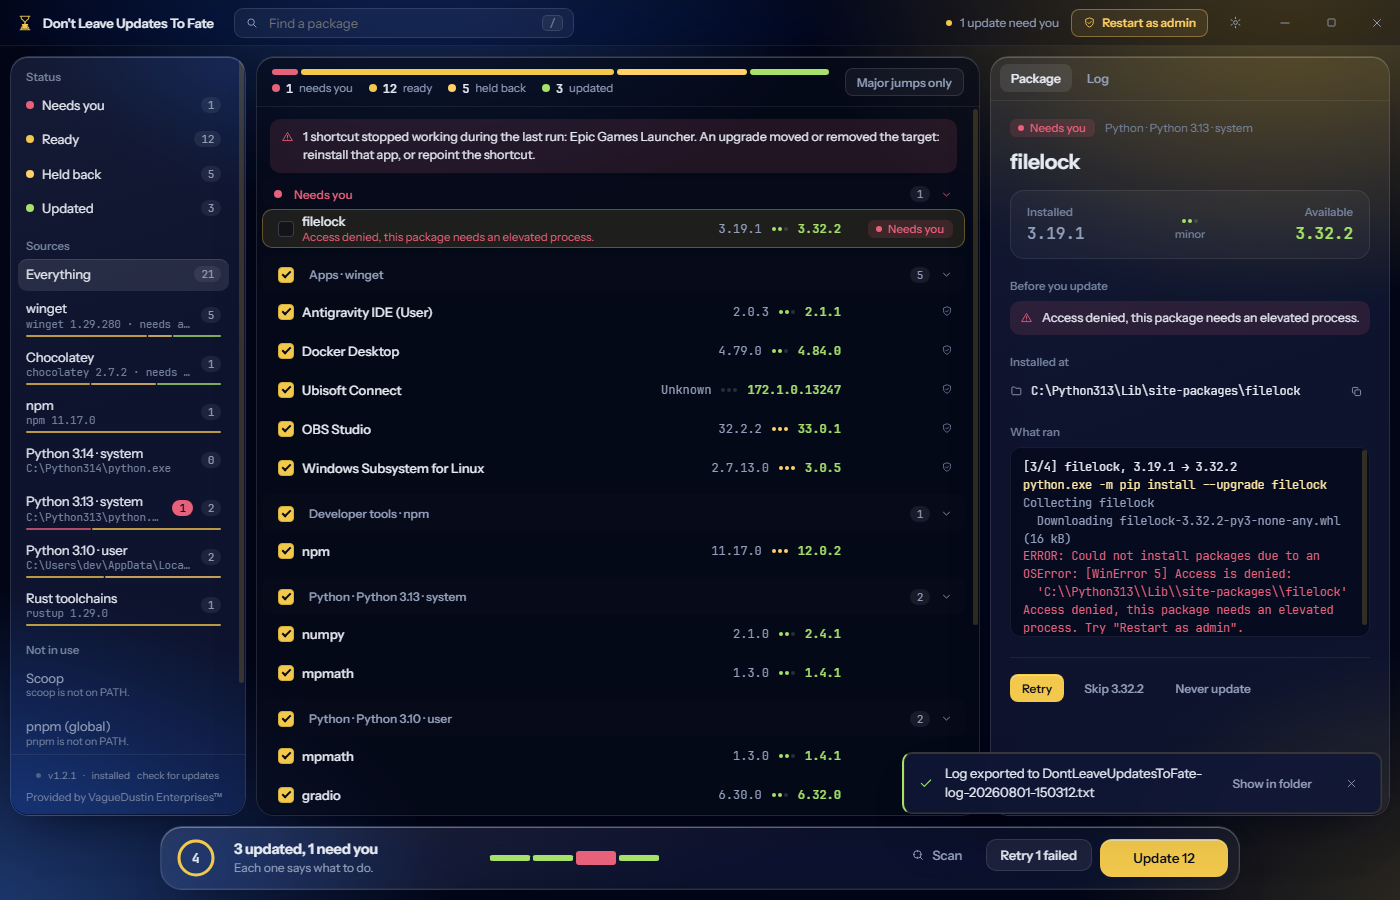 Don't Leave Updates To Fate
Find a package
/
1 update need you
Restart as admin
Status
Needs you
1
Ready
12
Held back
5
Updated
3
Sources
Everything
21
winget
winget 1.29.280 · needs a…
5
Chocolatey
chocolatey 2.7.2 · needs …
1
npm
npm 11.17.0
1
Python 3.14 · system
C:\Python314\python.exe
0
Python 3.13 · system
C:\Python313\python.…
1
2
Python 3.10 · user
C:\Users\dev\AppData\Loca…
2
Rust toolchains
rustup 1.29.0
1
Not in use
Scoop
scoop is not on PATH.
pnpm (global)
pnpm is not on PATH.
v1.2.1 · installed check for updates
Provided by VagueDustin Enterprises™
1 needs you
12 ready
5 held back
3 updated
Major jumps only
1 shortcut stopped working during the last run: Epic Games Launcher. An upgrade moved or removed the target:
reinstall that app, or repoint the shortcut.
Needs you
1
filelock
Access denied, this package needs an elevated process.
3.19.1
3.32.2
Needs you
Apps · winget
5
Antigravity IDE (User)
2.0.3
2.1.1
Docker Desktop
4.79.0
4.84.0
Ubisoft Connect
Unknown
172.1.0.13247
OBS Studio
32.2.2
33.0.1
Windows Subsystem for Linux
2.7.13.0
3.0.5
Developer tools · npm
1
npm
11.17.0
12.0.2
Python · Python 3.13 · system
2
numpy
2.1.0
2.4.1
mpmath
1.3.0
1.4.1
Python · Python 3.10 · user
2
mpmath
1.3.0
1.4.1
gradio
6.30.0
6.32.0
Package
Log
Needs you
Python · Python 3.13 · system
filelock
Installed
3.19.1
minor
Available
3.32.2
Before you update
Access denied, this package needs an elevated process.
Installed at
C:\Python313\Lib\site-packages\filelock
What ran
[3/4] filelock, 3.19.1 → 3.32.2
python.exe -m pip install --upgrade filelock
Collecting filelock
Downloading filelock-3.32.2-py3-none-any.whl
(16 kB)
ERROR: Could not install packages due to an
OSError: [WinError 5] Access is denied:
'C:\\Python313\\Lib\\site-packages\\filelock'
Access denied, this package needs an elevated
process. Try "Restart as admin".
Retry
Skip 3.32.2
Never update
Log exported to DontLeaveUpdatesToFate-
log-20260801-150312.txt
Show in folder
4
3 updated, 1 need you
Each one says what to do.
Scan
Retry 1 failed
Update 12